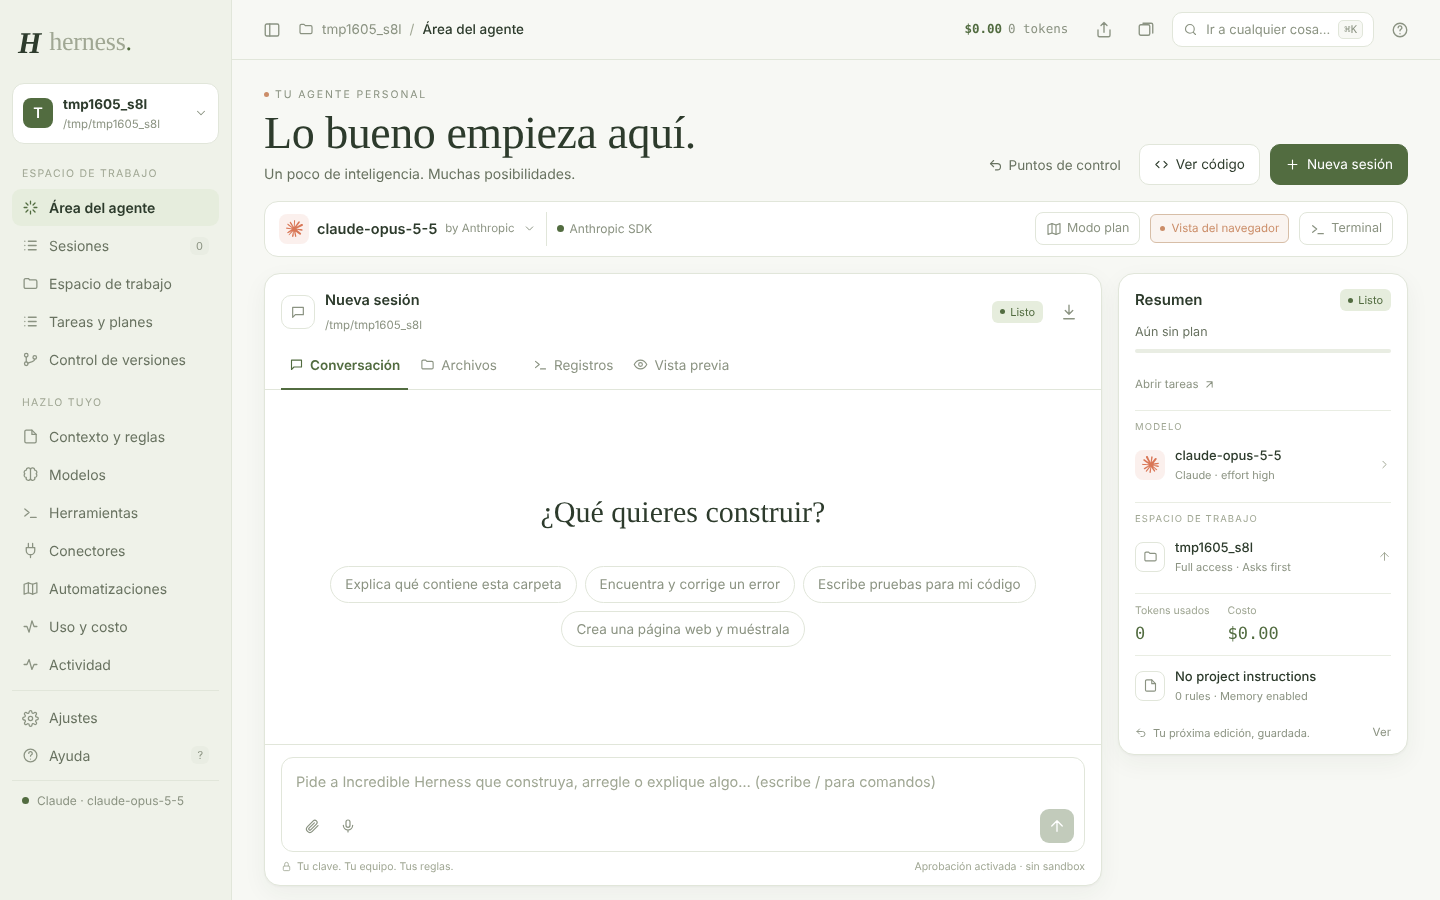 H herness.
T
tmp1605_s8l
/tmp/tmp1605_s8l
ESPACIO DE TRABAJO
Área del agente
Sesiones 0
Espacio de trabajo
Tareas y planes
Control de versiones
HAZLO TUYO
Contexto y reglas
Modelos
Herramientas
Conectores
Automatizaciones
Uso y costo
Actividad
Ajustes
Ayuda ?
Claude · claude-opus-5-5
tmp1605_s8l / Área del agente
$0.00 0 tokens
Ir a cualquier cosa... ⌘K
TU AGENTE PERSONAL
Lo bueno empieza aquí.
Un poco de inteligencia. Muchas posibilidades.
Puntos de control
Ver código
Nueva sesión
claude-opus-5-5 by Anthropic
Anthropic SDK
Modo plan
Vista del navegador
Terminal
Nueva sesión
/tmp/tmp1605_s8l
Listo
Conversación
Archivos
Registros
Vista previa
¿Qué quieres construir?
Explica qué contiene esta carpeta
Encuentra y corrige un error
Escribe pruebas para mi código
Crea una página web y muéstrala
Pide a Incredible Herness que construya, arregle o explique algo... (escribe / para comandos)
Tu clave. Tu equipo. Tus reglas.
Aprobación activada · sin sandbox
Resumen
Listo
Aún sin plan
Abrir tareas
MODELO
claude-opus-5-5
Claude · effort high
ESPACIO DE TRABAJO
tmp1605_s8l
Full access · Asks first
Tokens usados Costo
0 $0.00
No project instructions
0 rules · Memory enabled
Tu próxima edición, guardada. Ver